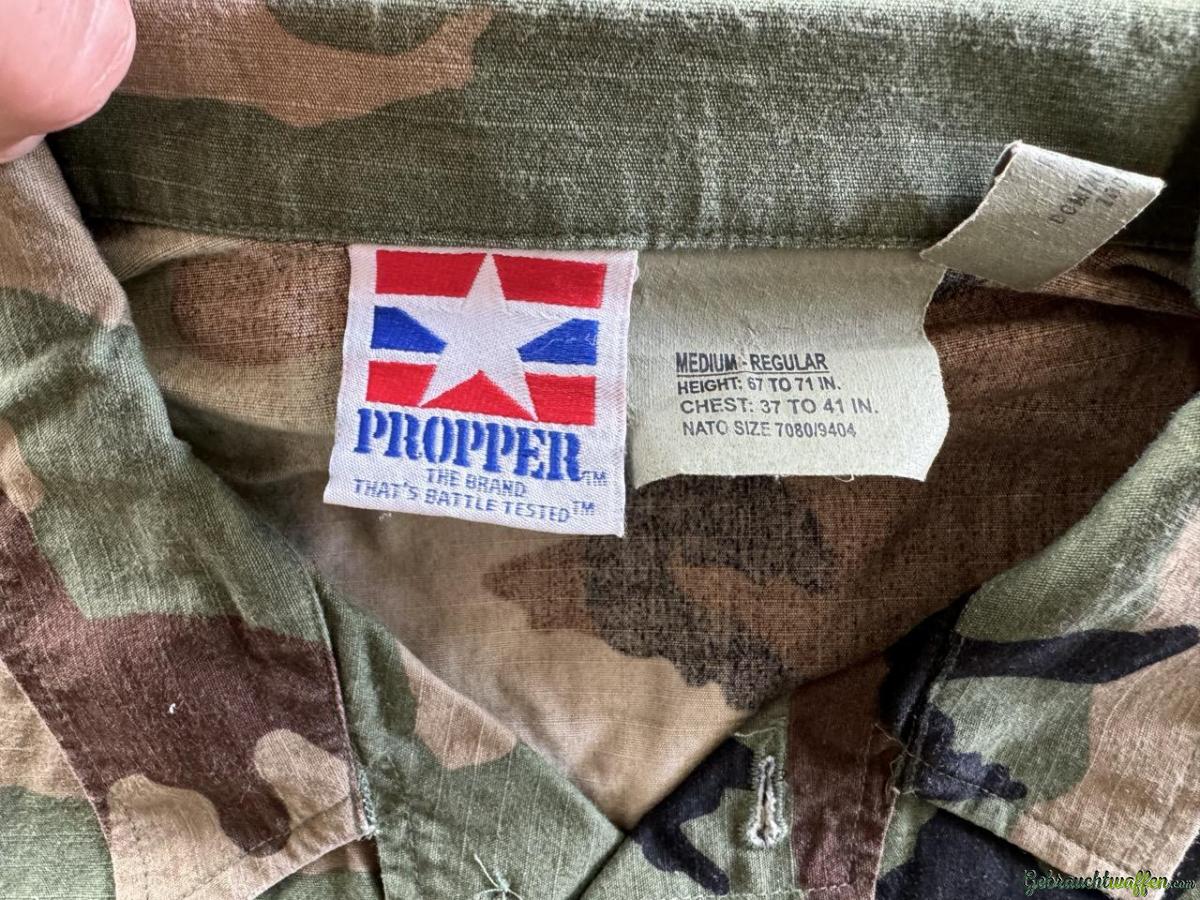 PROPPER™
THE BRAND
THAT'S BATTLE TESTED™
MEDIUM-REGULAR
HEIGHT: 67 TO 71 IN.
CHEST: 37 TO 41 IN.
NATO SIZE 7080/9404
Gebrauchtwaffen.com